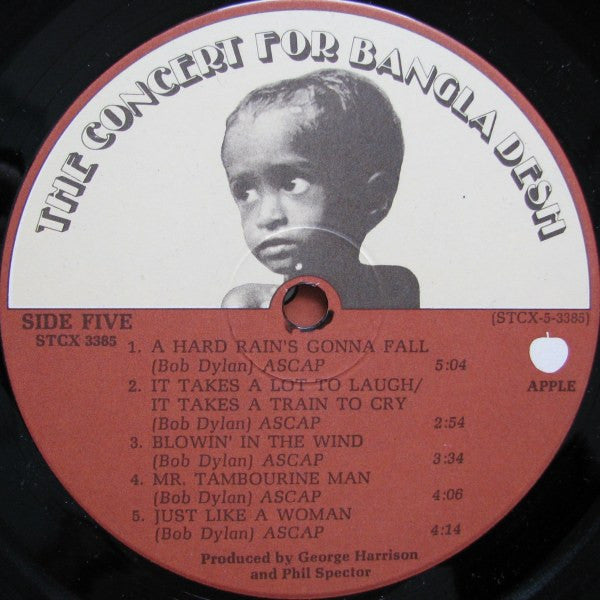 THE CONCERT FOR BANGLA DESH
SIDE FIVE
STCX 3385
(STCX-5-3385)
APPLE
1. A HARD RAIN'S GONNA FALL
(Bob Dylan) ASCAP 5:04
2. IT TAKES A LOT TO LAUGH/
IT TAKES A TRAIN TO CRY
(Bob Dylan) ASCAP 2:54
3. BLOWIN' IN THE WIND
(Bob Dylan) ASCAP 3:34
4. MR. TAMBOURINE MAN
(Bob Dylan) ASCAP 4:06
5. JUST LIKE A WOMAN
(Bob Dylan) ASCAP 4:14
Produced by George Harrison
and Phil Spector